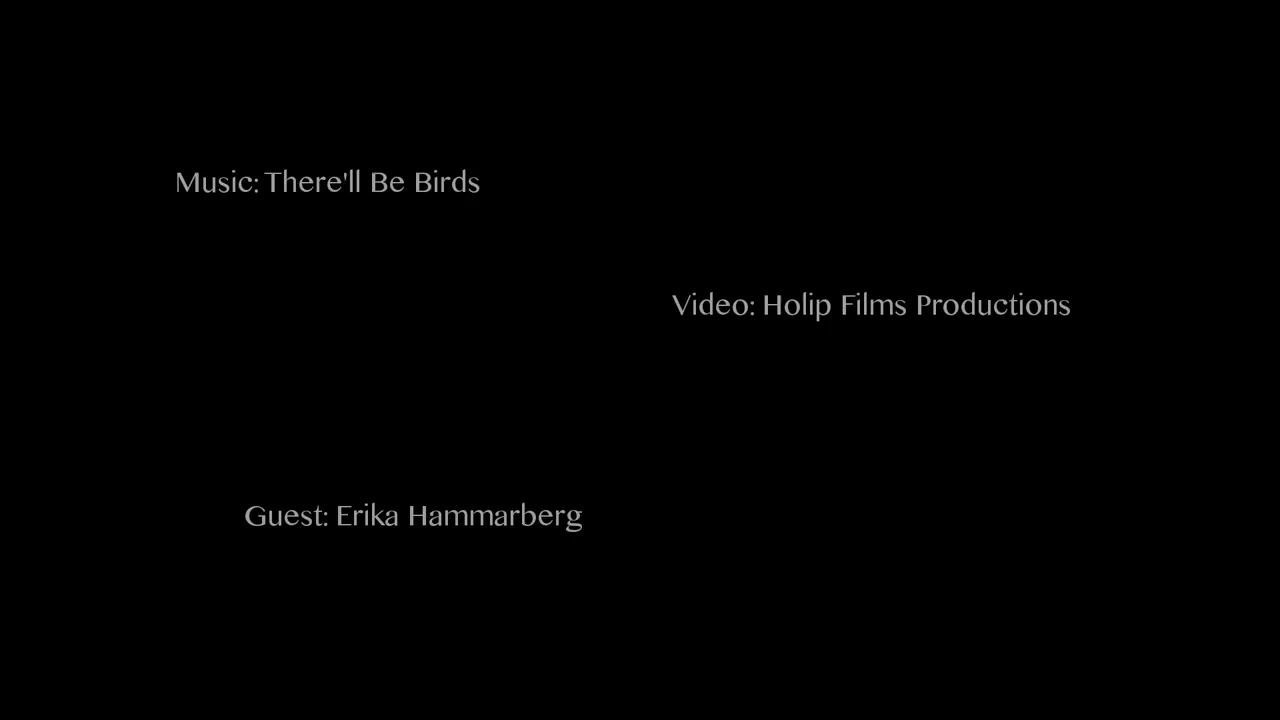 Music: There'll Be Birds
Video: Holip Films Productions
Guest: Erika Hammarberg